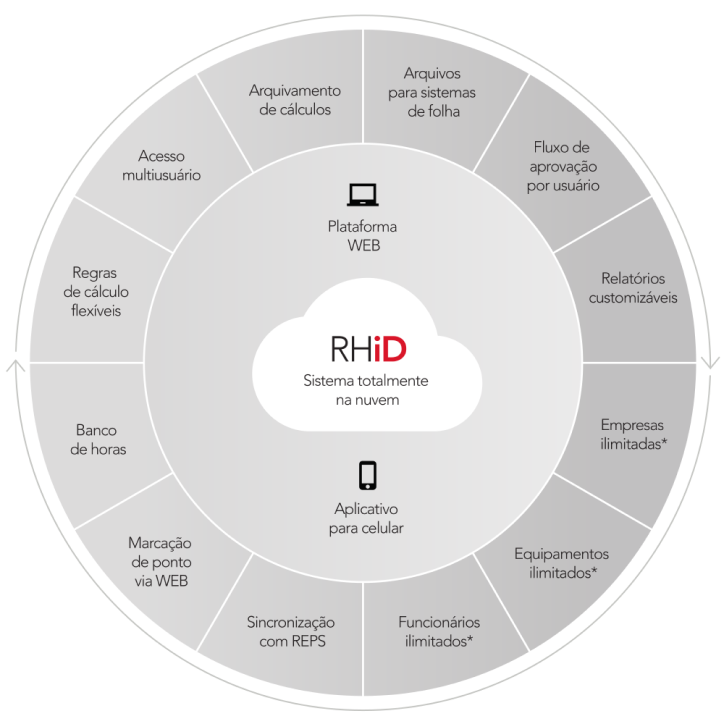 Arquivamento
de cálculos
Arquivos
para sistemas
de folha
Fluxo de
aprovação
por usuário
Relatórios
customizáveis
Empresas
ilimitadas*
Equipamentos
ilimitados*
Funcionários
ilimitados*
Sincronização
com REPS
Marcação
de ponto
via WEB
Banco
de horas
Regras
de cálculo
flexíveis
Acesso
multiusuário
Plataforma
WEB
RHiD
Sistema totalmente
na nuvem
Aplicativo
para celular